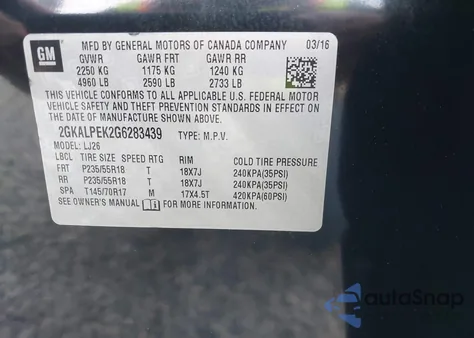 GM
MFD BY GENERAL MOTORS OF CANADA COMPANY 03/16
GVWR GAWR FRT GAWR RR
2250 KG 1175 KG 1240 KG
4960 LB 2590 LB 2733 LB
THIS VEHICLE CONFORMS TO ALL APPLICABLE U.S. FEDERAL MOTOR
VEHICLE SAFETY AND THEFT PREVENTION STANDARDS IN EFFECT ON
THE DATE OF MANUFACTURE SHOWN ABOVE.
2GKALPEK2G6283439 TYPE: M.P.V.
MODEL: LJ26
LBCL TIRE SIZE SPEED RTG RIM COLD TIRE PRESSURE
FRT P235/55R18 T 18X7J 240KPA(35PSI)
RR P235/55R18 T 18X7J 240KPA(35PSI)
SPA T145/70R17 M 17X4.5T 420KPA(60PSI)
SEE OWNER'S MANUAL FOR MORE INFORMATION.
autoSnap